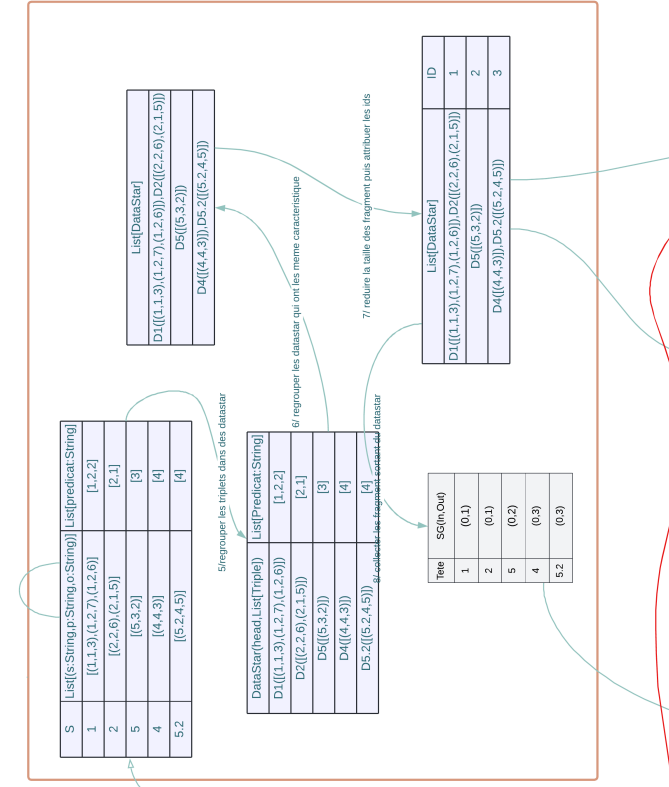 S List[(s:String,p:String,o:String)] List[predicat:String]
1 [(1,1,3),(1,2,7),(1,2,6)] [1,2,2]
2 [(2,2,6),(2,1,5)] [2,1]
5 [(5,3,2)] [3]
4 [(4,4,3)] [4]
5.2 [(5.2,4,5)] [4]
List[DataStar]
D1([(1,1,3),(1,2,7),(1,2,6)]),D2([(2,2,6),(2,1,5)])
D5([(5,3,2)])
D4([(4,4,3)]),D5.2([(5.2,4,5)])
5/regrouper les triplets dans des datastar
DataStar(head,List[Triple]) List[Predicat:String]
D1([(1,1,3),(1,2,7),(1,2,6)]) [1,2,2]
D2([(2,2,6),(2,1,5)]) [2,1]
D5([(5,3,2)]) [3]
D4([(4,4,3)]) [4]
D5.2([(5.2,4,5)]) [4]
6/ regrouper les datastar qui ont les meme caracteristique
7/ reduire la taille des fragment puis attribuer les ids
8/ collecter les fragment sortant du datastar
List[DataStar] ID
D1([(1,1,3),(1,2,7),(1,2,6)]),D2([(2,2,6),(2,1,5)]) 1
D5([(5,3,2)]) 2
D4([(4,4,3)]),D5.2([(5.2,4,5)]) 3
Tete SG(In,Out)
1 (0,1)
2 (0,1)
5 (0,2)
4 (0,3)
5.2 (0,3)